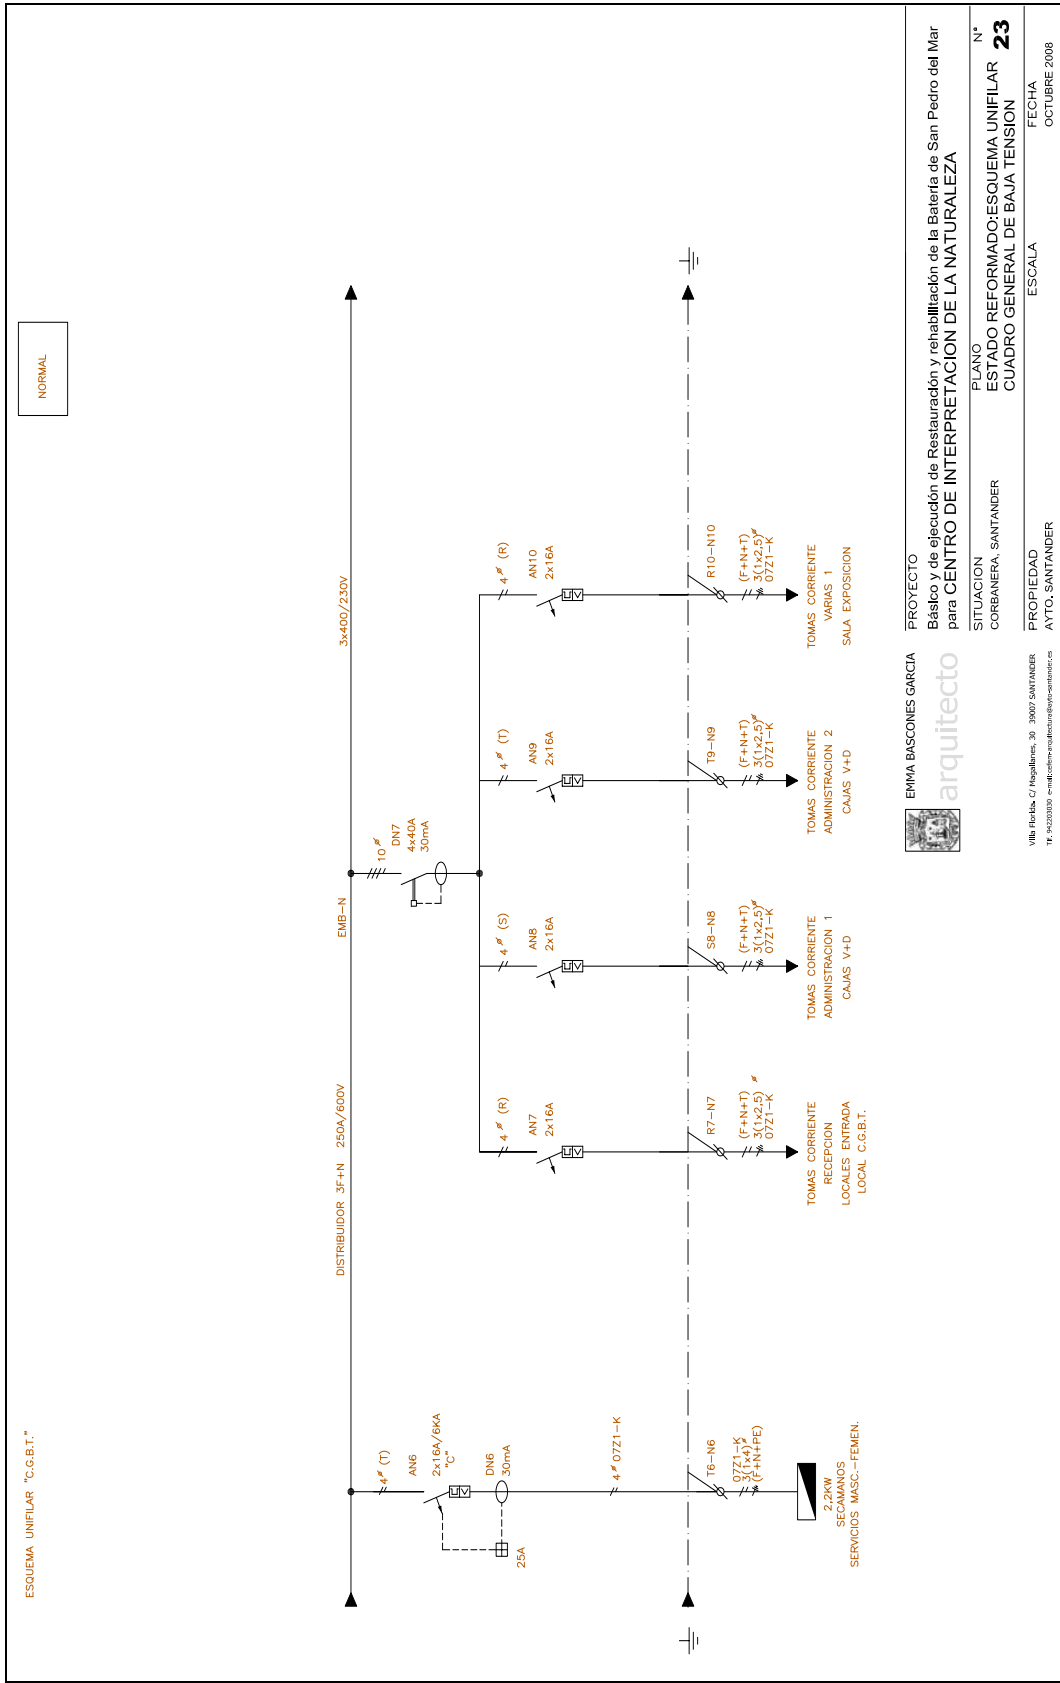 ESQUEMA UNIFILAR "C.G.B.T."
NORMAL
DISTRIBUIDOR 3F+N 250A/600V
EMB-N
3x400/230V
4 (T)
AN6
2x16A/6KA
"C"
DN6
30mA
25A
4 07Z1-K
T6-N6
07Z1-K
3(1x4)
(F+N+PE)
2,2KW
SECAMANOS
SERVICIOS MASC.-FEMEN.
10
DN7
4x40A
30mA
4 (R)
AN7
2x16A
R7-N7
(F+N+T)
3(1x2,5)
07Z1-K
TOMAS CORRIENTE
RECEPCION
LOCALES ENTRADA
LOCAL C.G.B.T.
4 (S)
AN8
2x16A
S8-N8
(F+N+T)
3(1x2,5)
07Z1-K
TOMAS CORRIENTE
ADMINISTRACION 1
CAJAS V+D
4 (T)
AN9
2x16A
T9-N9
(F+N+T)
3(1x2,5)
07Z1-K
TOMAS CORRIENTE
ADMINISTRACION 2
CAJAS V+D
4 (R)
AN10
2x16A
R10-N10
(F+N+T)
3(1x2,5)
07Z1-K
TOMAS CORRIENTE
VARIAS 1
SALA EXPOSICION
EMMA BASCONES GARCIA
arquitecto
Villa Florida. C/ Magallanes, 30 39007 SANTANDER
PROYECTO
Básico y de ejecución de Restauración y rehabilitación de la Batería de San Pedro del Mar
para CENTRO DE INTERPRETACION DE LA NATURALEZA
SITUACION
CORBANERA, SANTANDER
PLANO
ESTADO REFORMADO:ESQUEMA UNIFILAR
CUADRO GENERAL DE BAJA TENSION
Nº
23
PROPIEDAD
AYTO. SANTANDER
ESCALA
FECHA
OCTUBRE 2008